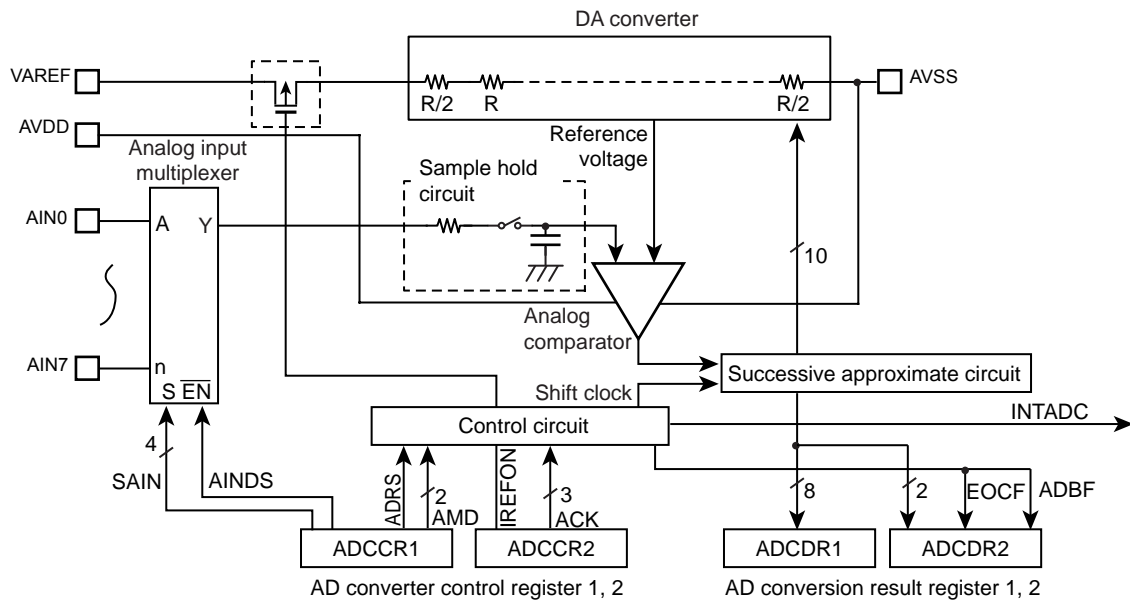 DA converter
VAREF
AVSS
R/2
R
R/2
AVDD
Reference
voltage
Analog input
multiplexer
Sample hold
circuit
AIN0
A
Y
10
Analog
comparator
AIN7
n
S EN
Shift clock
Successive approximate circuit
INTADC
Control circuit
4
SAIN
AINDS
ADRS
2
AMD
IREFON
3
ACK
8
2
EOCF
ADBF
ADCCR1
ADCCR2
ADCDR1
ADCDR2
AD converter control register 1, 2
AD conversion result register 1, 2